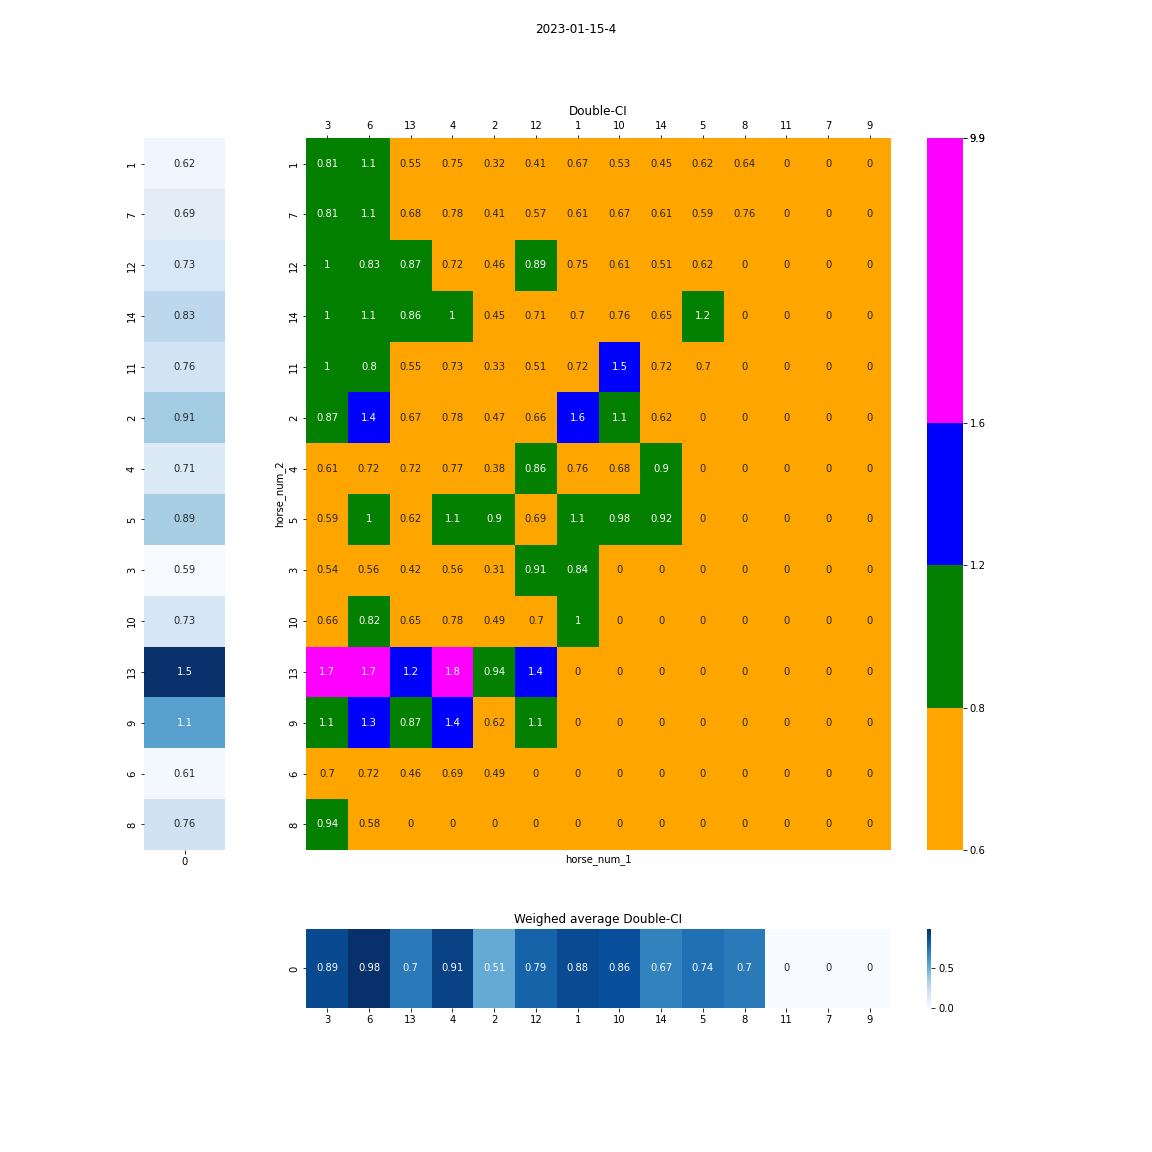 2023-01-15-4
Double-CI
3 6 13 4 2 12 1 10 14 5 8 11 7 9
1 0.62 1 0.81 1.1 0.55 0.75 0.32 0.41 0.67 0.53 0.45 0.62 0.64 0 0 0
7 0.69 7 0.81 1.1 0.68 0.78 0.41 0.57 0.61 0.67 0.61 0.59 0.76 0 0 0
12 0.73 12 1 0.83 0.87 0.72 0.46 0.89 0.75 0.61 0.51 0.62 0 0 0 0
14 0.83 14 1 1.1 0.86 1 0.45 0.71 0.7 0.76 0.65 1.2 0 0 0 0
11 0.76 11 1 0.8 0.55 0.73 0.33 0.51 0.72 1.5 0.72 0.7 0 0 0 0
2 0.91 2 0.87 1.4 0.67 0.78 0.47 0.66 1.6 1.1 0.62 0 0 0 0 0
4 0.71 4 0.61 0.72 0.72 0.77 0.38 0.86 0.76 0.68 0.9 0 0 0 0 0
5 0.89 5 0.59 1 0.62 1.1 0.9 0.69 1.1 0.98 0.92 0 0 0 0 0
3 0.59 3 0.54 0.56 0.42 0.56 0.31 0.91 0.84 0 0 0 0 0 0 0
10 0.73 10 0.66 0.82 0.65 0.78 0.49 0.7 1 0 0 0 0 0 0 0
13 1.5 13 1.7 1.7 1.2 1.8 0.94 1.4 0 0 0 0 0 0 0 0
9 1.1 9 1.1 1.3 0.87 1.4 0.62 1.1 0 0 0 0 0 0 0 0
6 0.61 6 0.7 0.72 0.46 0.69 0.49 0 0 0 0 0 0 0 0 0
8 0.76 8 0.94 0.58 0 0 0 0 0 0 0 0 0 0 0 0
0
horse_num_2
horse_num_1
9.9
1.6
1.2
0.8
0.6
Weighed average Double-CI
0 0.89 0.98 0.7 0.91 0.51 0.79 0.88 0.86 0.67 0.74 0.7 0 0 0
3 6 13 4 2 12 1 10 14 5 8 11 7 9
0.5
0.0